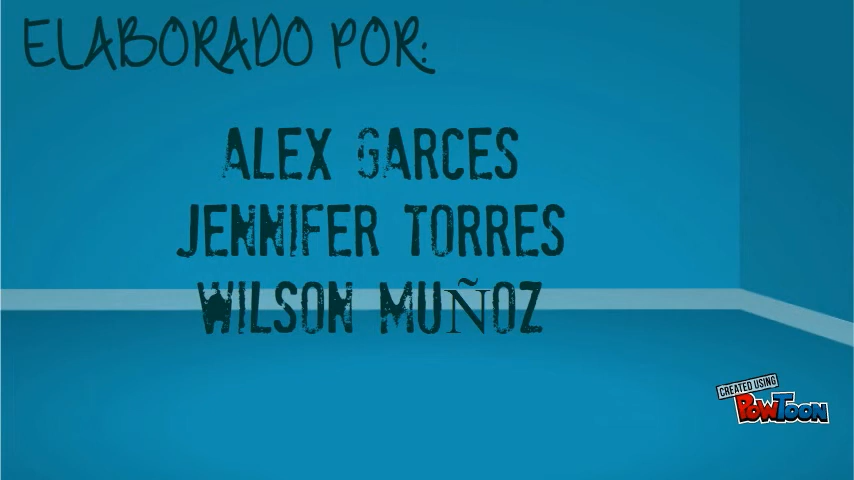 ELABORADO POR:
ALEX GARCES
JENNIFER TORRES
WILSON MUÑOZ
CREATED USING
POWTOON